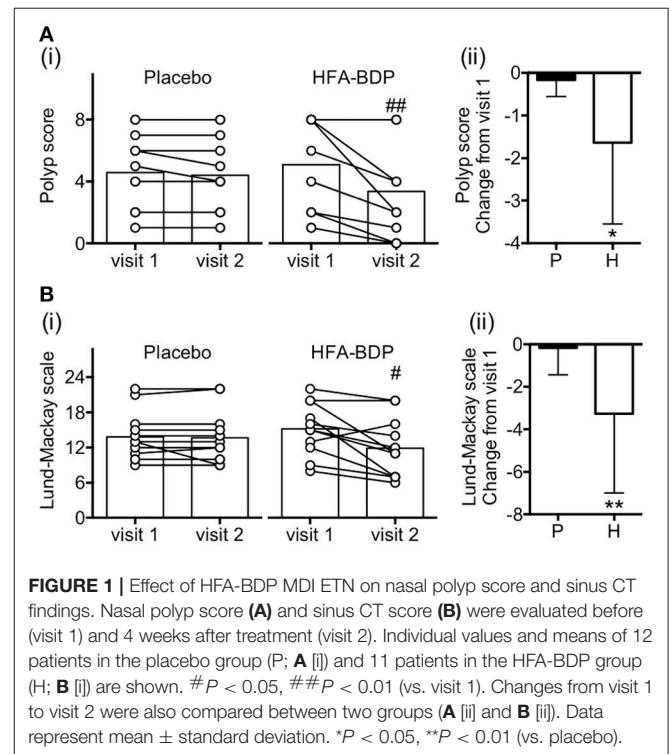 A
(i)
(ii)
Placebo
HFA-BDP
##
Polyp score
8
4
0
visit 1
visit 2
visit 1
visit 2
Polyp score
Change from visit 1
0
-1
-2
-3
-4
*
P
H
B
(i)
(ii)
Placebo
HFA-BDP
#
Lund-Mackay scale
24
18
12
6
0
visit 1
visit 2
visit 1
visit 2
Lund-Mackay scale
Change from visit 1
0
-2
-4
-6
-8
**
P
H
FIGURE 1 | Effect of HFA-BDP MDI ETN on nasal polyp score and sinus CT
findings. Nasal polyp score (A) and sinus CT score (B) were evaluated before
(visit 1) and 4 weeks after treatment (visit 2). Individual values and means of 12
patients in the placebo group (P; A [i]) and 11 patients in the HFA-BDP group
(H; B [i]) are shown. #P < 0.05, ##P < 0.01 (vs. visit 1). Changes from visit 1
to visit 2 were also compared between two groups (A [ii] and B [ii]). Data
represent mean ± standard deviation. *P < 0.05, **P < 0.01 (vs. placebo).